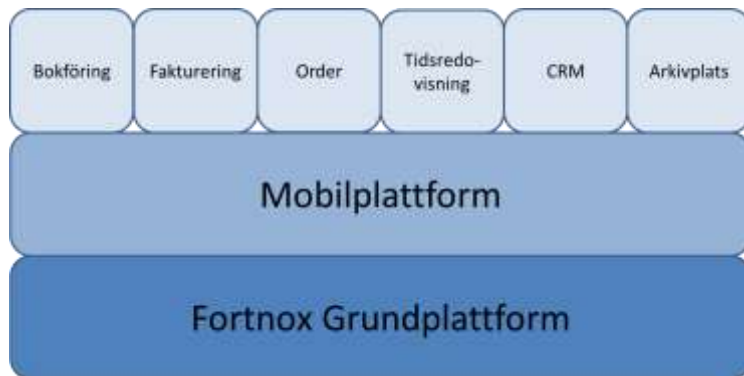 Bokföring
Fakturering
Order
Tidsredo-
visning
CRM
Arkivplats
Mobilplattform
Fortnox Grundplattform